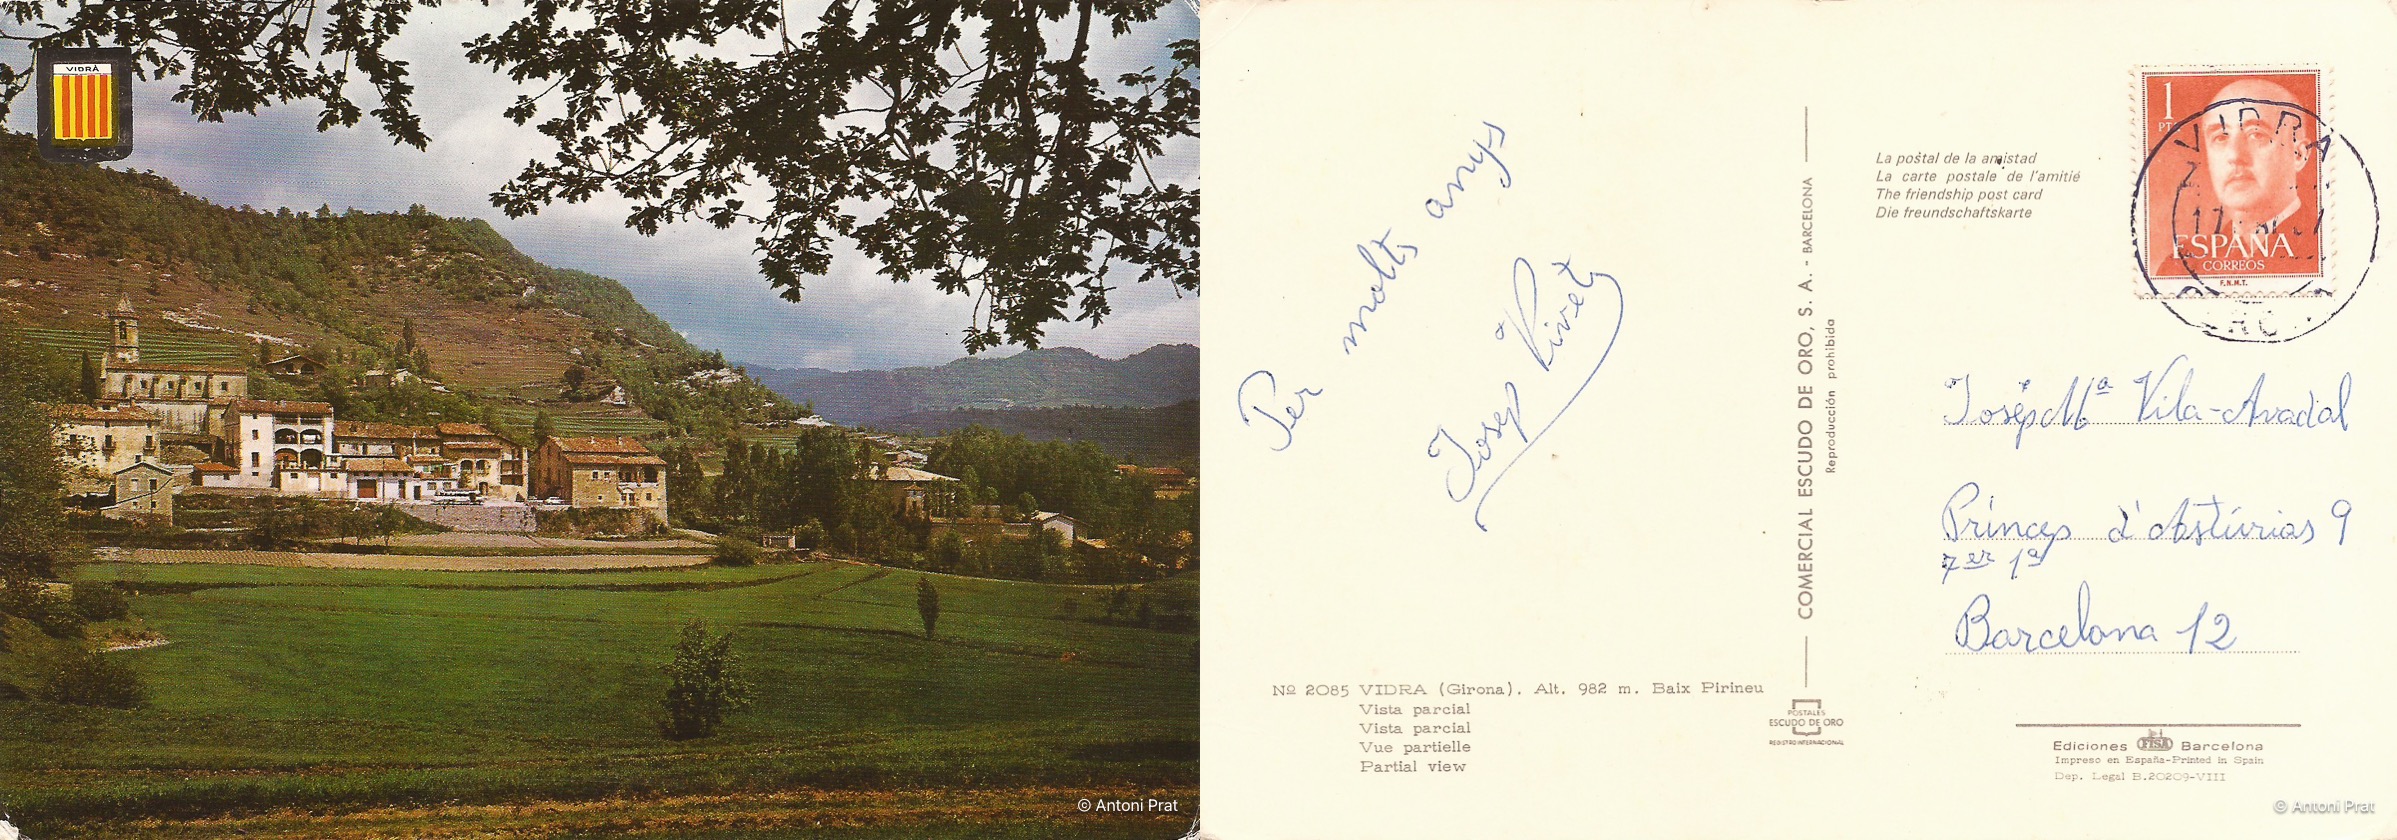 VIDRÀ
© Antoni Prat
Per molts anys
Josep Vivet
Nº 2085 VIDRA (Girona). Alt. 982 m. Baix Pirineu
Vista parcial
Vista parcial
Vue partielle
Partial view
COMERCIAL ESCUDO DE ORO, S. A. - BARCELONA
Reproducción prohibida
POSTALES
ESCUDO DE ORO
REGISTRO INTERNACIONAL
La postal de la amistad
La carte postale de l'amitié
The friendship post card
Die freundschaftskarte
1
PTA
ESPAÑA
CORREOS
F.N.M.T.
VIDRA
Josép Mª Vila-Avadal
Princep d'Astúrias 9
7er 1a
Barcelona 12
Ediciones FISA Barcelona
Impreso en España-Printed in Spain
Dep. Legal B.20209-VIII
© Antoni Prat